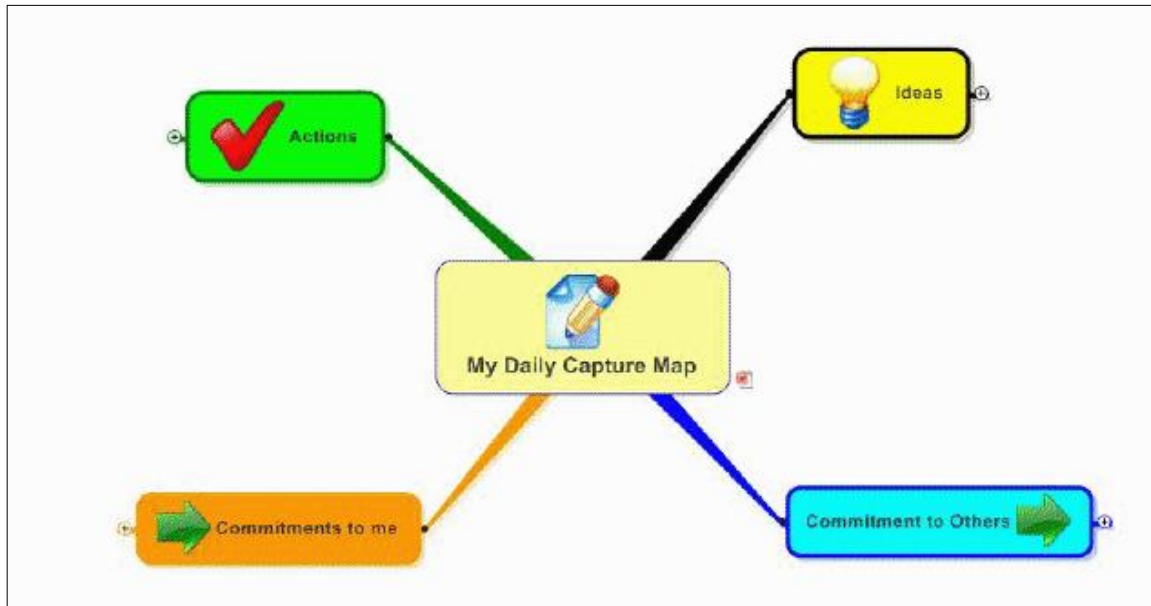 Actions
Ideas
My Daily Capture Map
Commitments to me
Commitment to Others